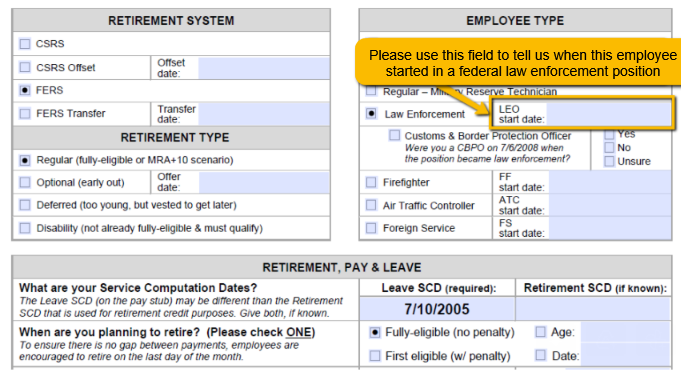 RETIREMENT SYSTEM
CSRS
CSRS Offset
Offset
date:
FERS
FERS Transfer
Transfer
date:
RETIREMENT TYPE
Regular (fully-eligible or MRA+10 scenario)
Optional (early out)
Offer
date:
Deferred (too young, but vested to get later)
Disability (not already fully-eligible & must qualify)
EMPLOYEE TYPE
Please use this field to tell us when this employee
started in a federal law enforcement position
Regular – Military Reserve Technician
Law Enforcement
LEO
start date:
Customs & Border Protection Officer
Were you a CBPO on 7/6/2008 when
the position became law enforcement?
Yes
No
Unsure
Firefighter
FF
start date:
Air Traffic Controller
ATC
start date:
Foreign Service
FS
start date:
RETIREMENT, PAY & LEAVE
What are your Service Computation Dates?
The Leave SCD (on the pay stub) may be different than the Retirement
SCD that is used for retirement credit purposes. Give both, if known.
Leave SCD (required):
Retirement SCD (if known):
7/10/2005
When are you planning to retire? (Please check ONE)
To ensure there is no gap between payments, employees are
encouraged to retire on the last day of the month.
Fully-eligible (no penalty)
Age:
First eligible (w/ penalty)
Date: